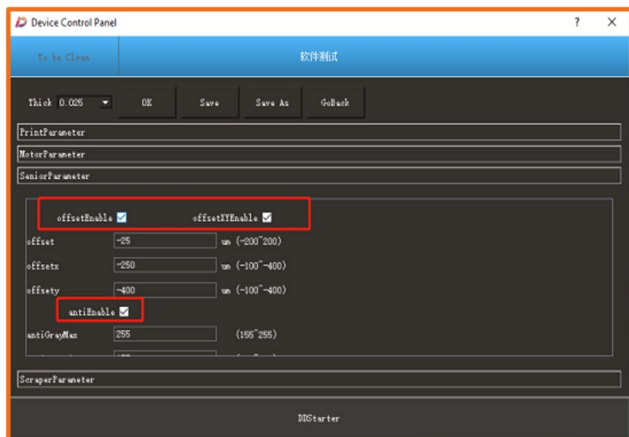 Device Control Panel ? ×
To be Clean 软件测试
Thick 0.025 OK Save Save As GoBack
PrintParameter
MotorParameter
SeniorParameter
offsetEnable offsetXYEnable
offset -25 um (-200~200)
offsetx -250 um (-100~-400)
offsety -400 um (-100~-400)
antiEnable
antiGrayMax 255 (155~255)
ScraperParameter
DDStarter